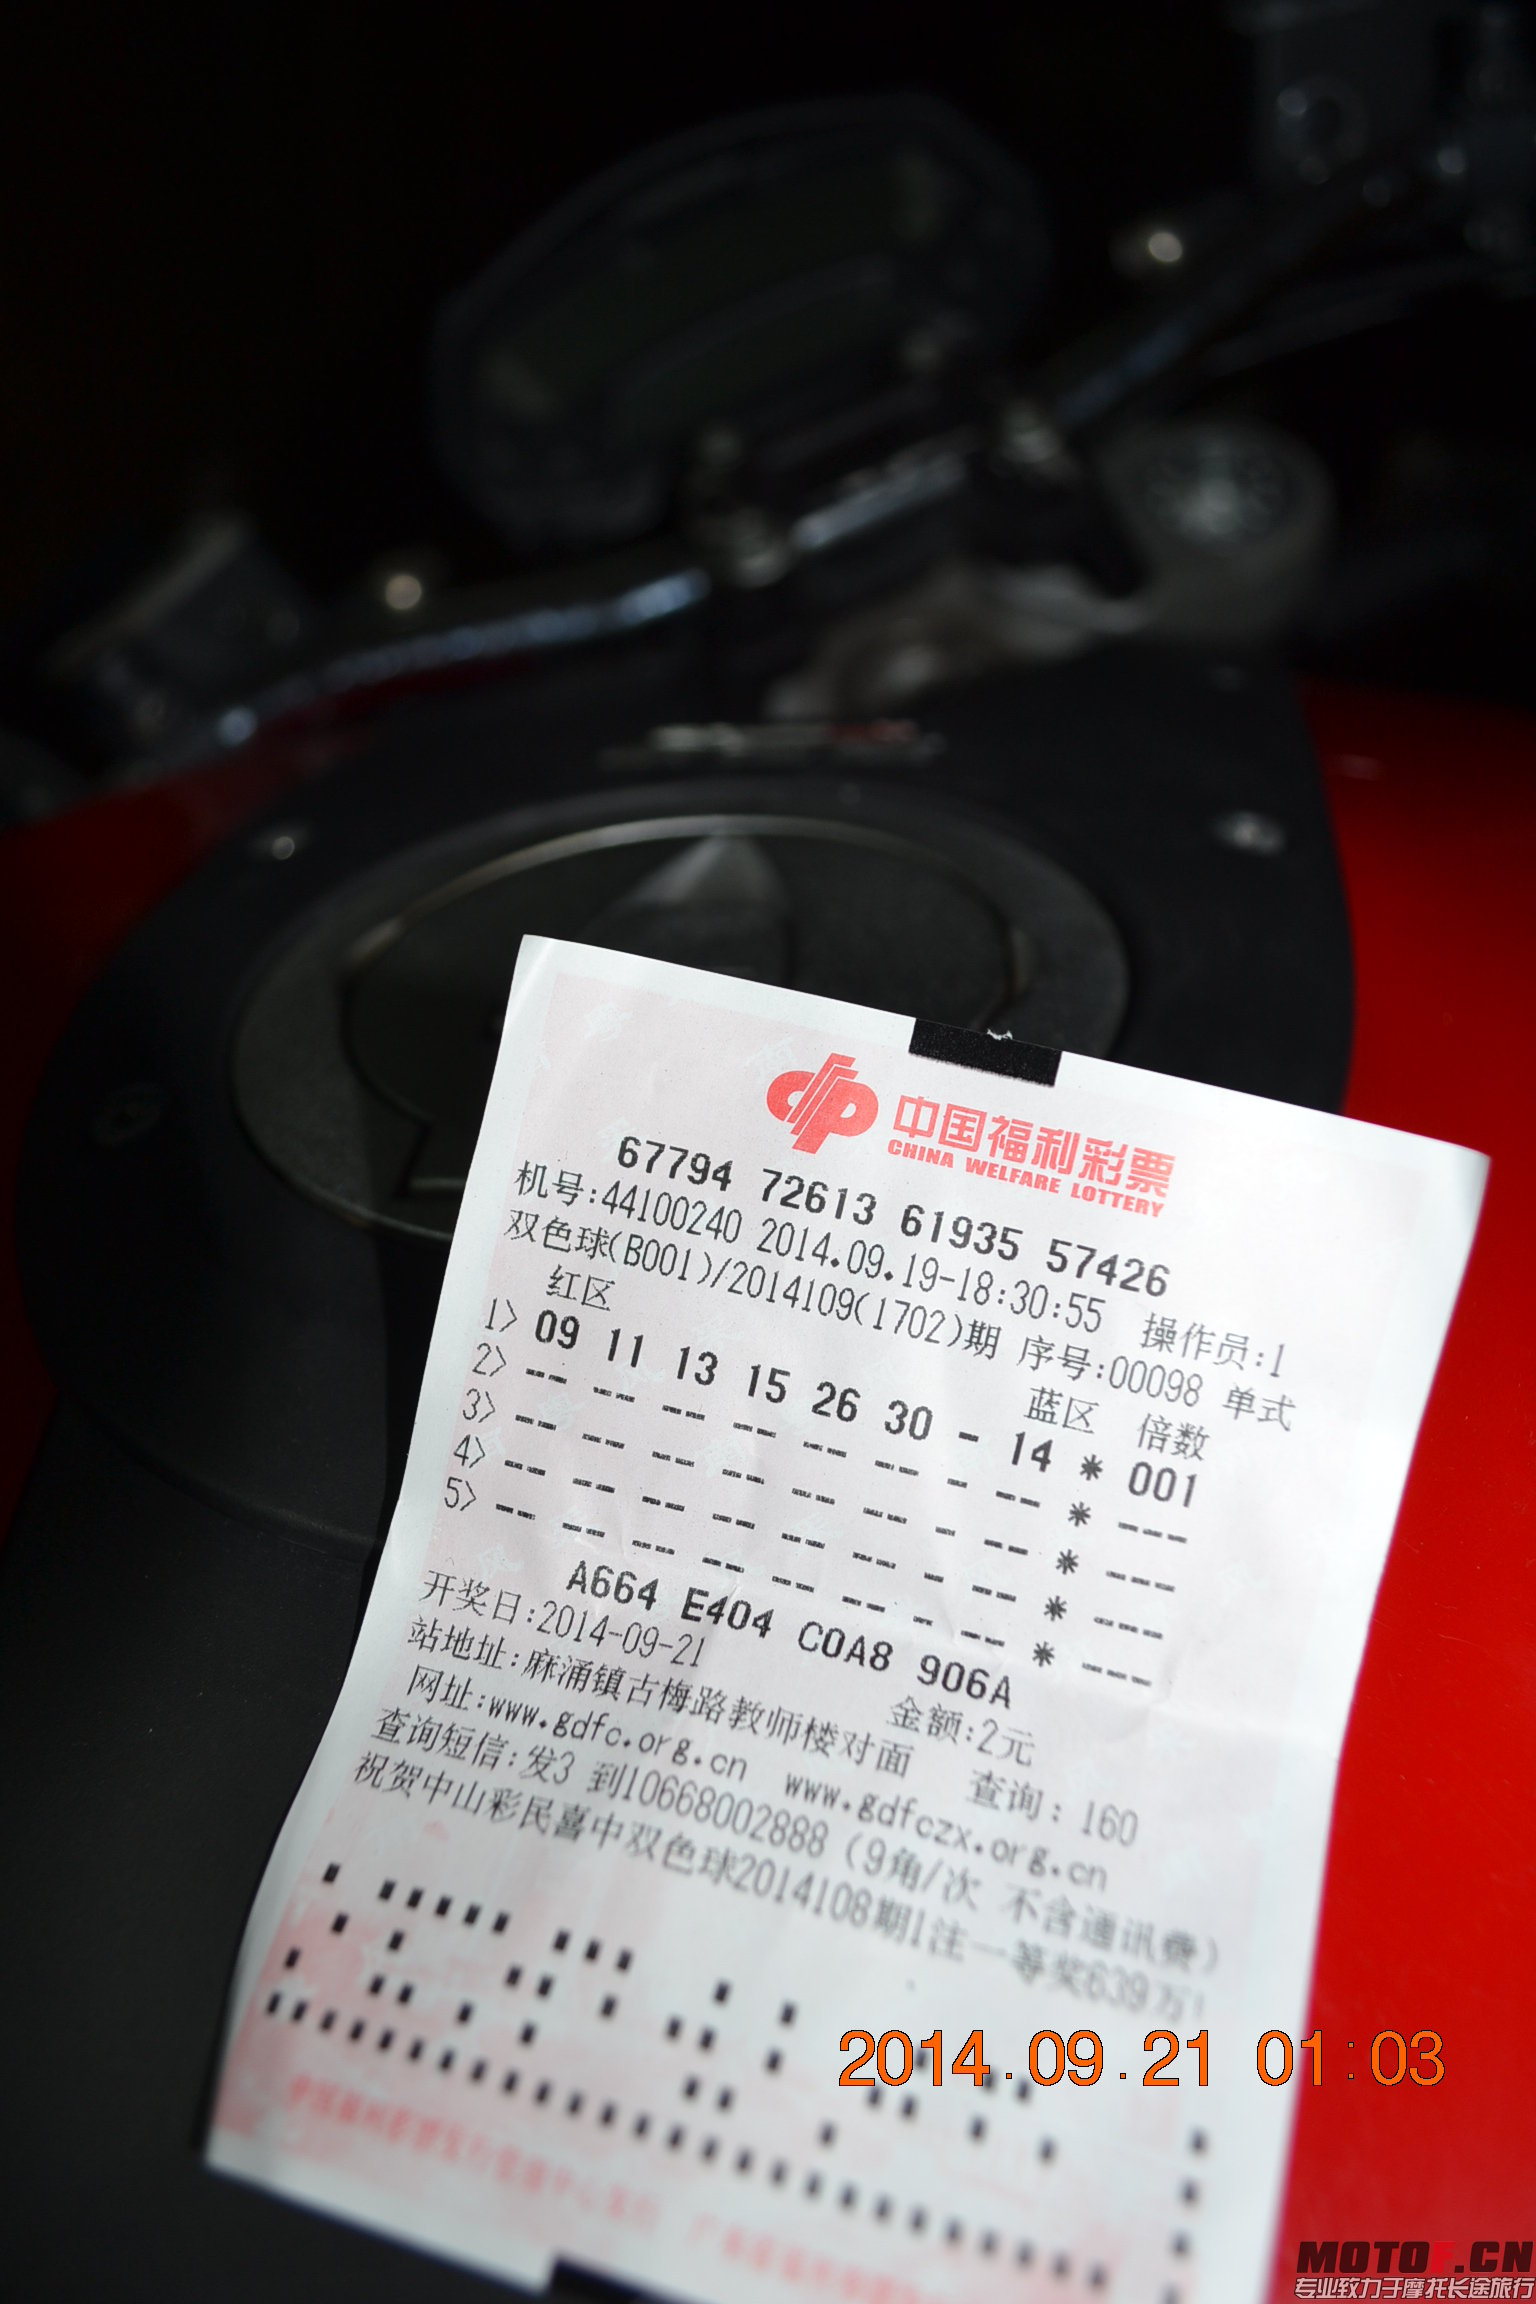 中国福利彩票
CHINA WELFARE LOTTERY
67794 72613 61935 57426
机号:44100240 2014.09.19-18:30:55 操作员:1
双色球(B001)/2014109(1702)期 序号:00098 单式
红区 蓝区 倍数
1> 09 11 13 15 26 30 - 14 * 001
2> -- -- -- -- -- -- - -- * ---
3> -- -- -- -- -- -- - -- * ---
4> -- -- -- -- -- -- - -- * ---
5> -- -- -- -- -- -- - -- * ---
A664 E404 C0A8 906A
开奖日:2014-09-21 金额:2元
站地址:麻涌镇古梅路教师楼对面 查询:160
网址:www.gdfc.org.cn www.gdfczx.org.cn
查询短信:发3 到10668002888 (9角/次 不含通讯费)
祝贺中山彩民喜中双色球2014108期1注一等奖639万!
2014.09.21 01:03
MOTOF.CN
专业致力于摩托长途旅行